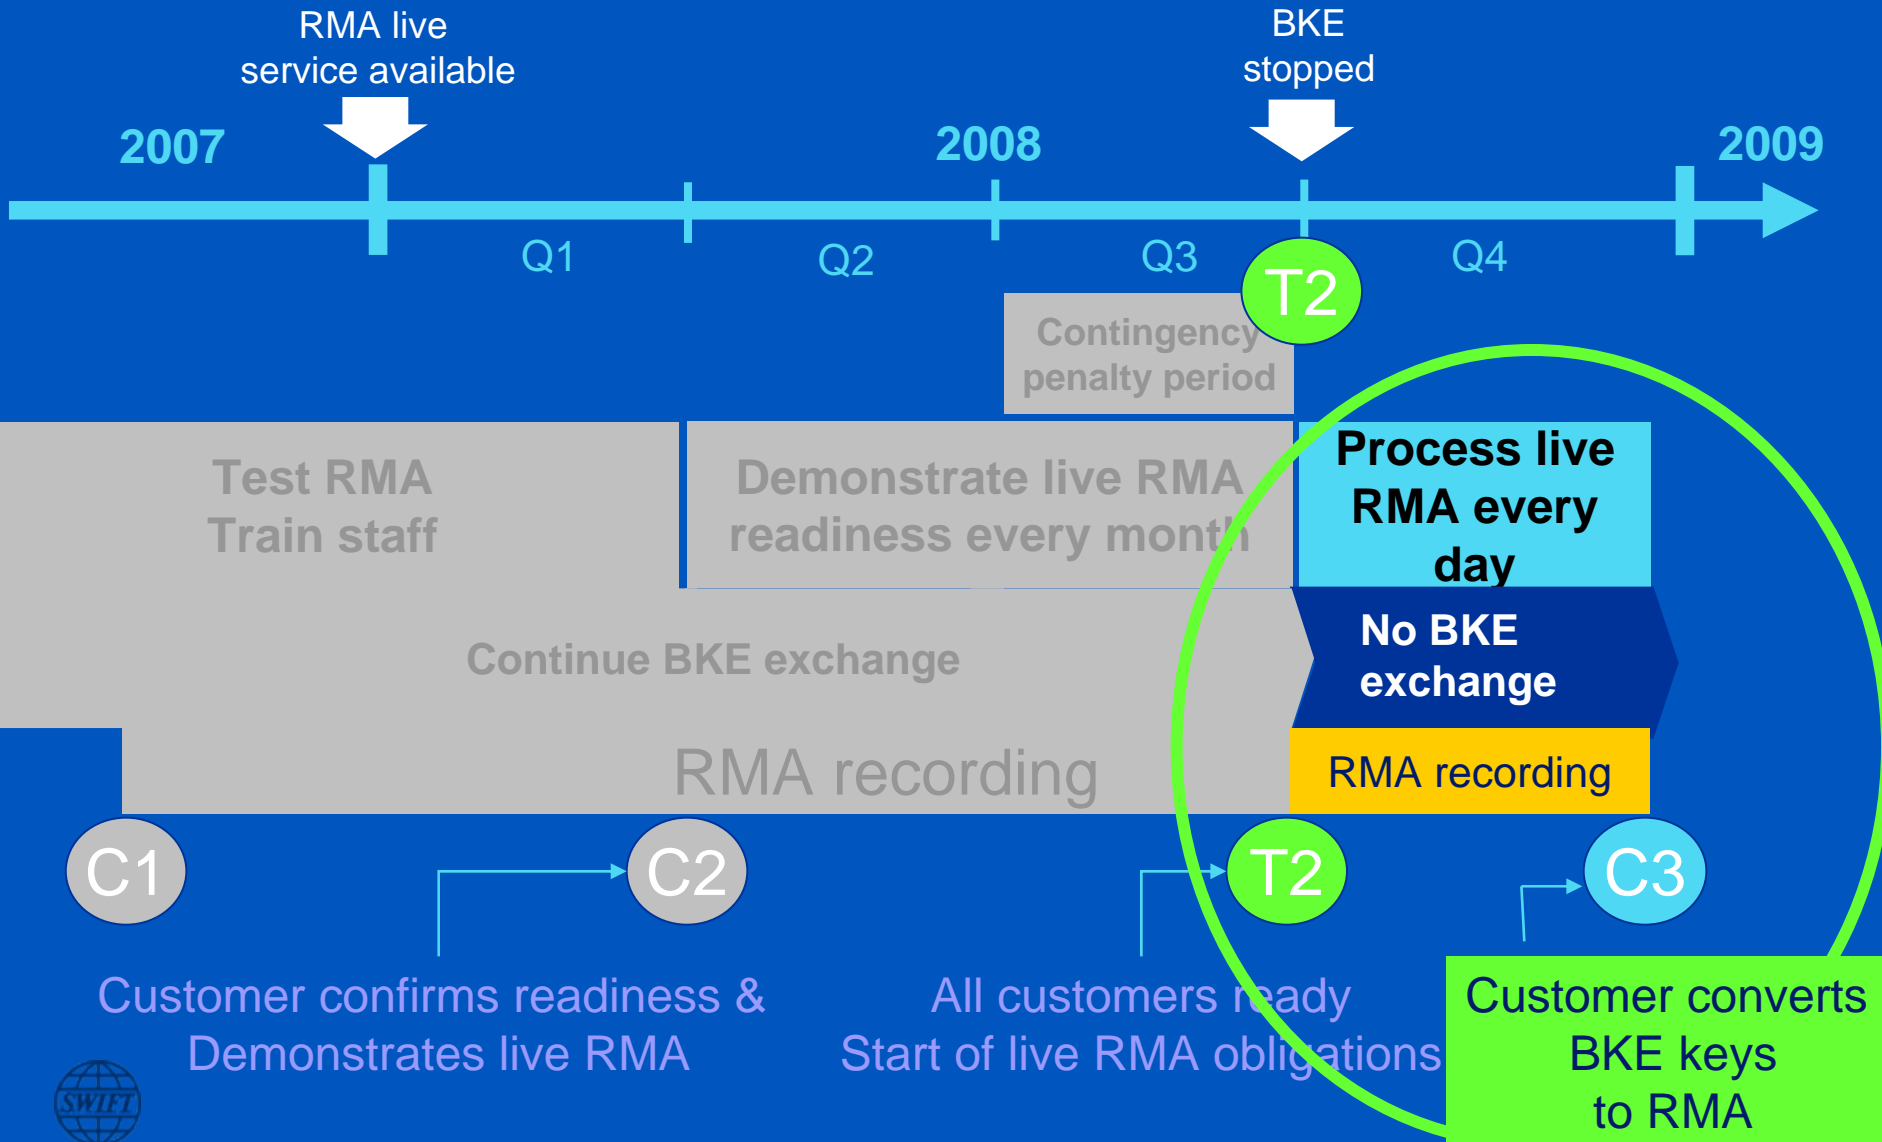 RMA live
service available
BKE
stopped
2007
2008
2009
Q1
Q2
Q3
Q4
T2
Contingency
penalty period
Test RMA
Train staff
Demonstrate live RMA
readiness every month
Process live
RMA every
day
Continue BKE exchange
No BKE
exchange
RMA recording
RMA recording
C1
C2
T2
C3
Customer confirms readiness &
Demonstrates live RMA
All customers ready
Start of live RMA obligations
Customer converts
BKE keys
to RMA
SWIFT